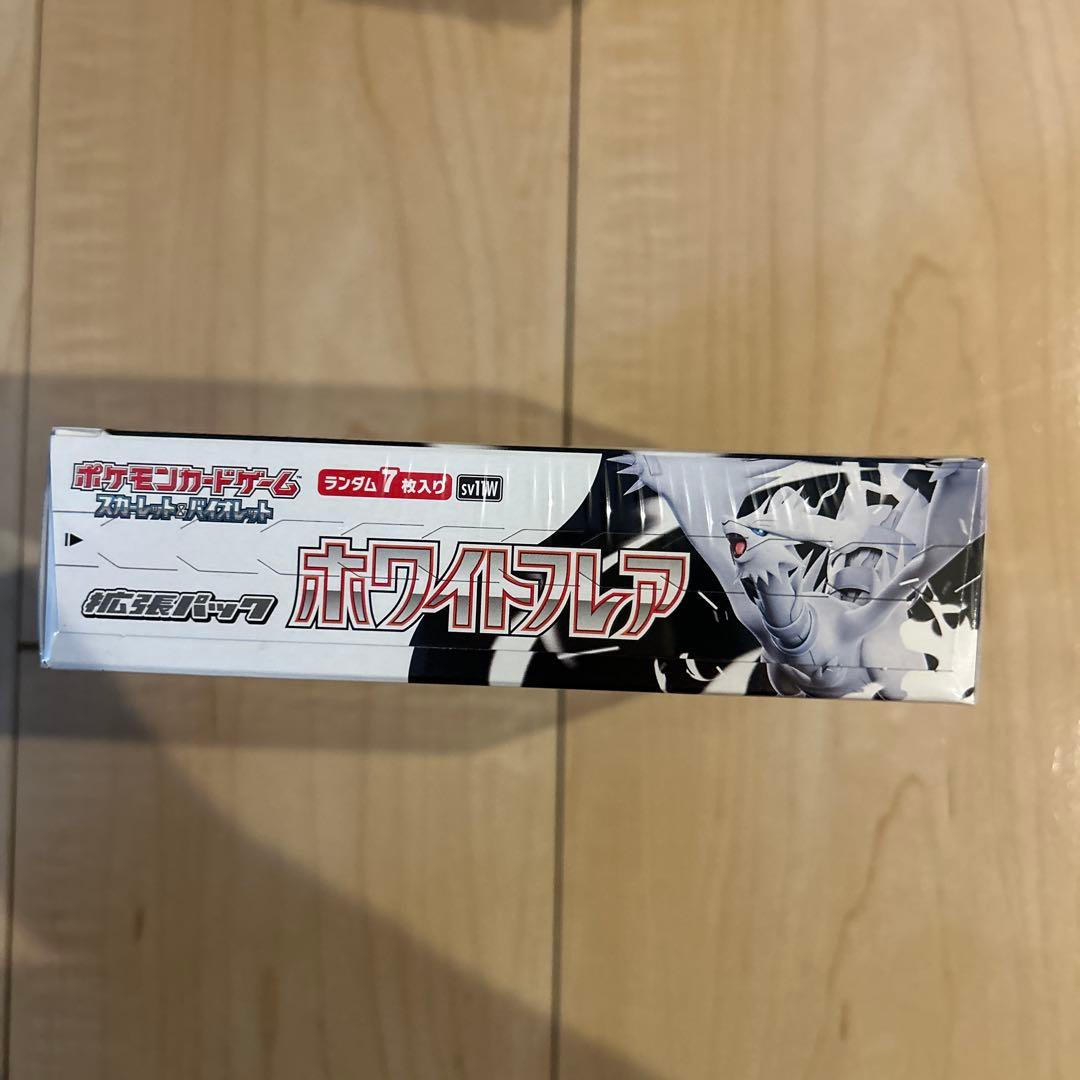 ポケモンカードゲーム
スカーレット&バイオレット
ランダム7枚入り
sv11W
拡張パック
ホワイトフレア